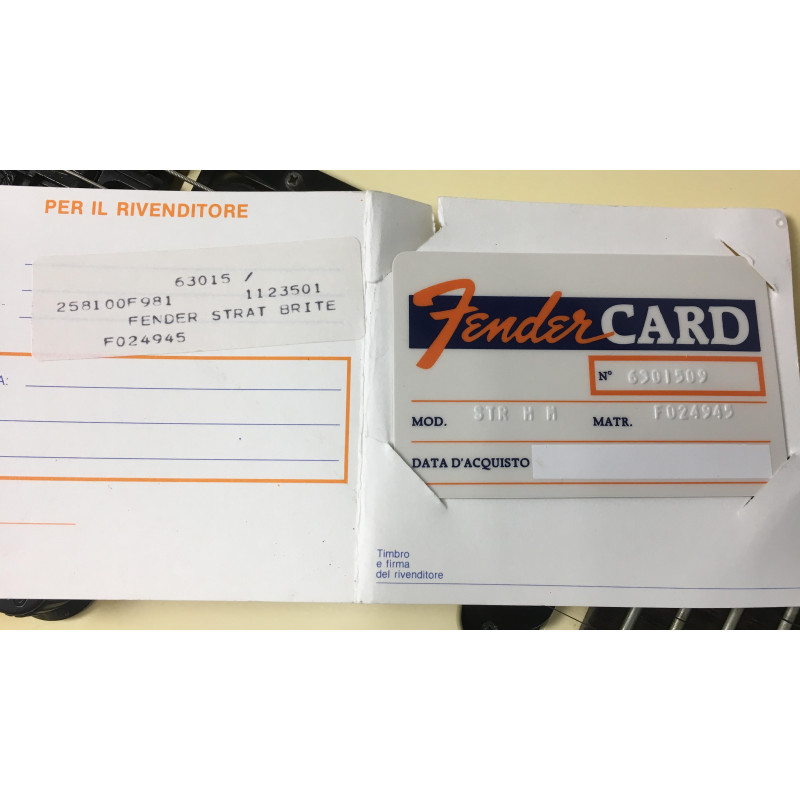 PER IL RIVENDITORE
63015 /
258100F981 1123501
FENDER STRAT BRITE
F024945
A:
Fender CARD
N° 6301509
MOD. STR H H MATR. F024945
DATA D'ACQUISTO
Timbro
e firma
del rivenditore